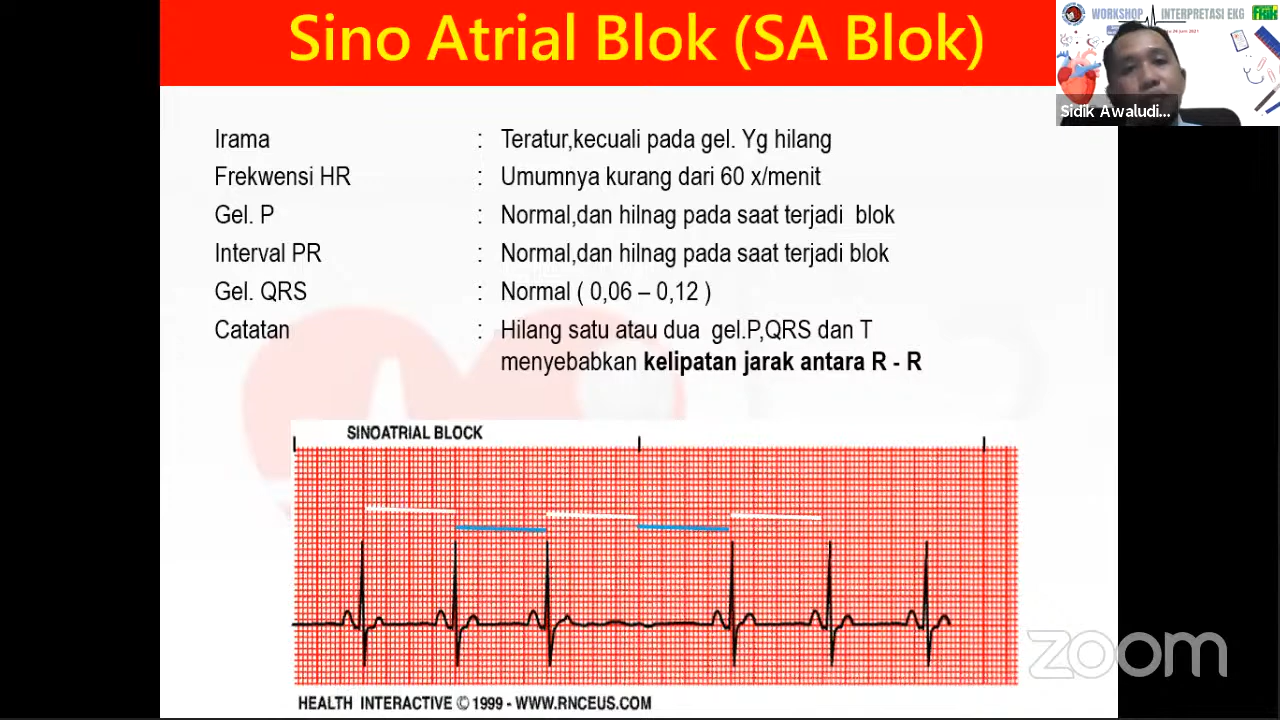 Sino Atrial Blok (SA Blok)
WORKSHOP INTERPRETASI EKG
Sidik Awaludi...
Irama : Teratur,kecuali pada gel. Yg hilang
Frekwensi HR : Umumnya kurang dari 60 x/menit
Gel. P : Normal,dan hilnag pada saat terjadi blok
Interval PR : Normal,dan hilnag pada saat terjadi blok
Gel. QRS : Normal ( 0,06 – 0,12 )
Catatan : Hilang satu atau dua gel.P,QRS dan T
menyebabkan kelipatan jarak antara R - R
SINOATRIAL BLOCK
HEALTH INTERACTIVE © 1999 - WWW.RNCEUS.COM
zoom